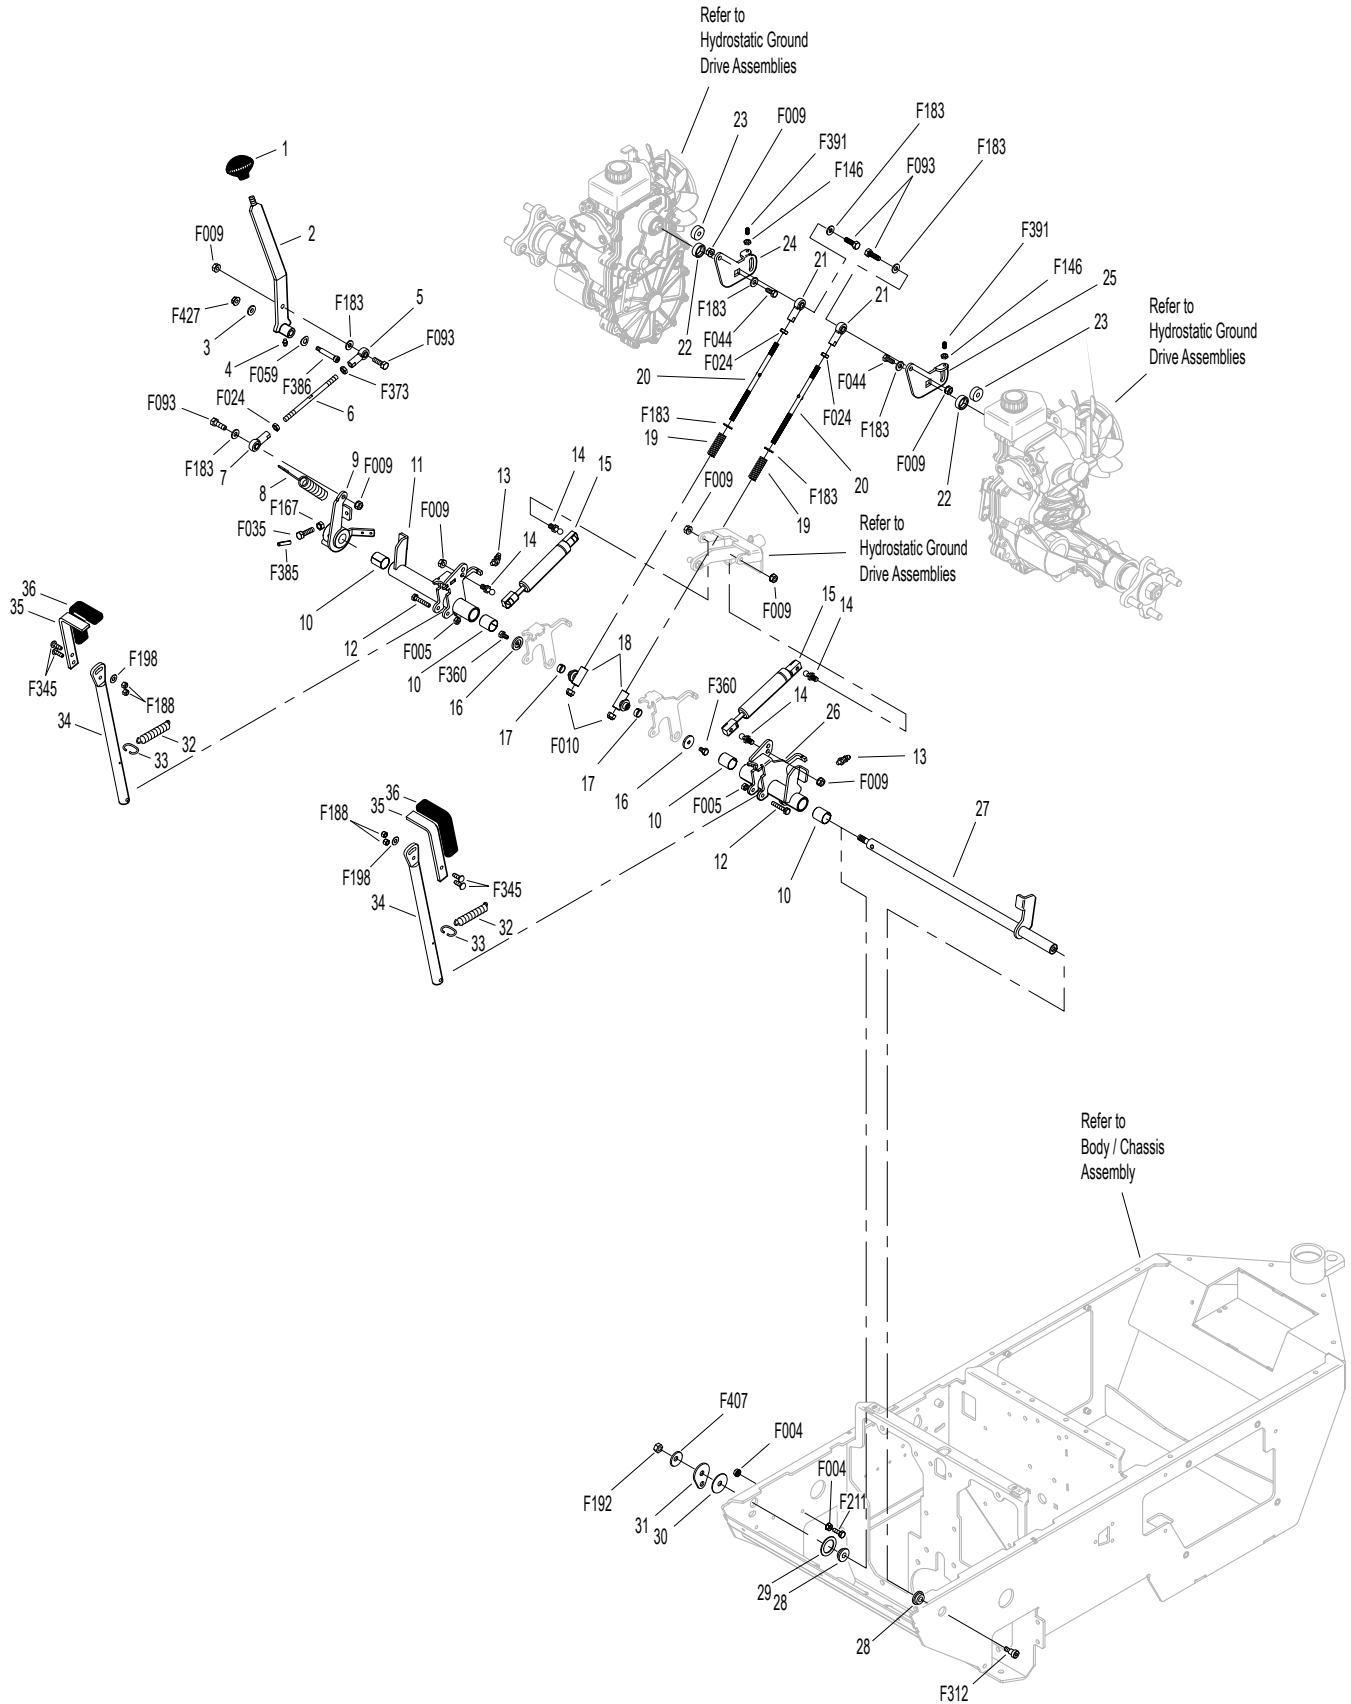 Refer to
Hydrostatic Ground
Drive Assemblies
F183
F009
23
F391
F183
F146
F093
1
24
F391
F009
2
21
F146
25
21
Refer to
Hydrostatic Ground
Drive Assemblies
5
F183
F183
23
F427
3
F093
F044
22
4
F059
F024
F386
F373
20
F044
F024
6
F093
F183
F183
F024
19
F009
22
F183
7
9
11
14
15
13
20
8
F009
F009
F183
F167
19
Refer to
Hydrostatic Ground
Drive Assemblies
F009
F035
14
F385
36
35
10
F009
15
14
12
18
F005
10
F360
F198
F360
F345
16
14
26
F188
34
32
17
13
F010
33
17
F009
16
36
35
F005
10
27
F188
12
F198
10
F345
34
32
33
Refer to
Body / Chassis
Assembly
F407
F004
F004
F192
F211
31
30
29
28
28
F312